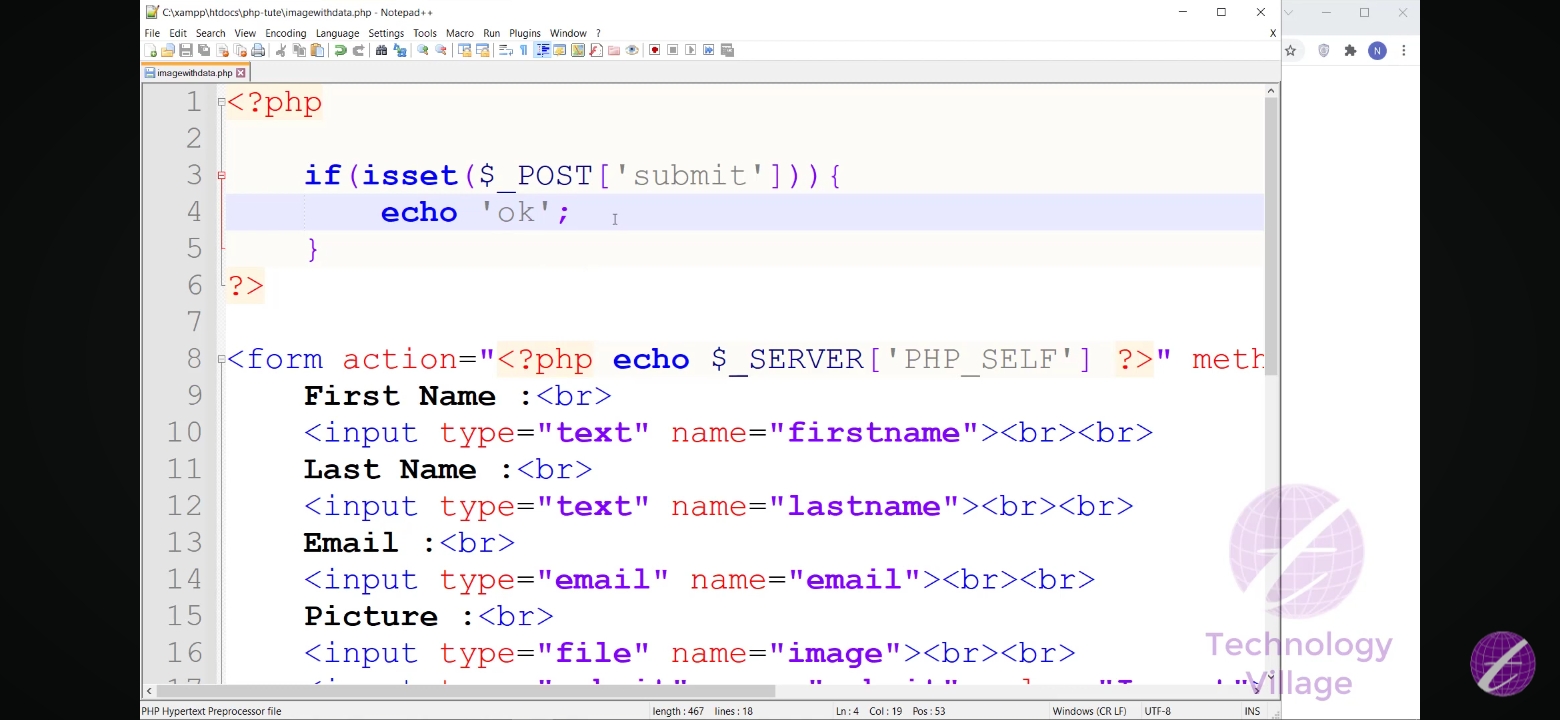 C:\xampp\htdocs\php-tute\imagewithdata.php - Notepad++
File Edit Search View Encoding Language Settings Tools Macro Run Plugins Window ? X
imagewithdata.php
N
1 <?php
2
3 if(isset($_POST['submit'])){
4 echo 'ok';
5 }
6 ?>
7
8 <form action="<?php echo $_SERVER['PHP_SELF'] ?>" meth
9 First Name :<br>
10 <input type="text" name="firstname"><br><br>
11 Last Name :<br>
12 <input type="text" name="lastname"><br><br>
13 Email :<br>
14 <input type="email" name="email"><br><br>
15 Picture :<br>
16 <input type="file" name="image"><br><br>
Technology
Village
PHP Hypertext Preprocessor file length : 467 lines : 18 Ln : 4 Col : 19 Pos : 53 Windows (CR LF) UTF-8 INS